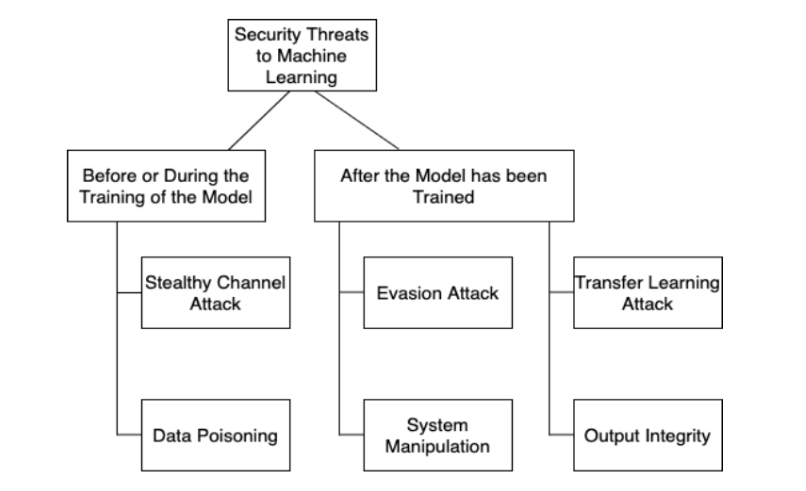 Security Threats
to Machine
Learning
Before or During the
Training of the Model
After the Model has been
Trained
Stealthy Channel
Attack
Evasion Attack
Transfer Learning
Attack
Data Poisoning
System
Manipulation
Output Integrity